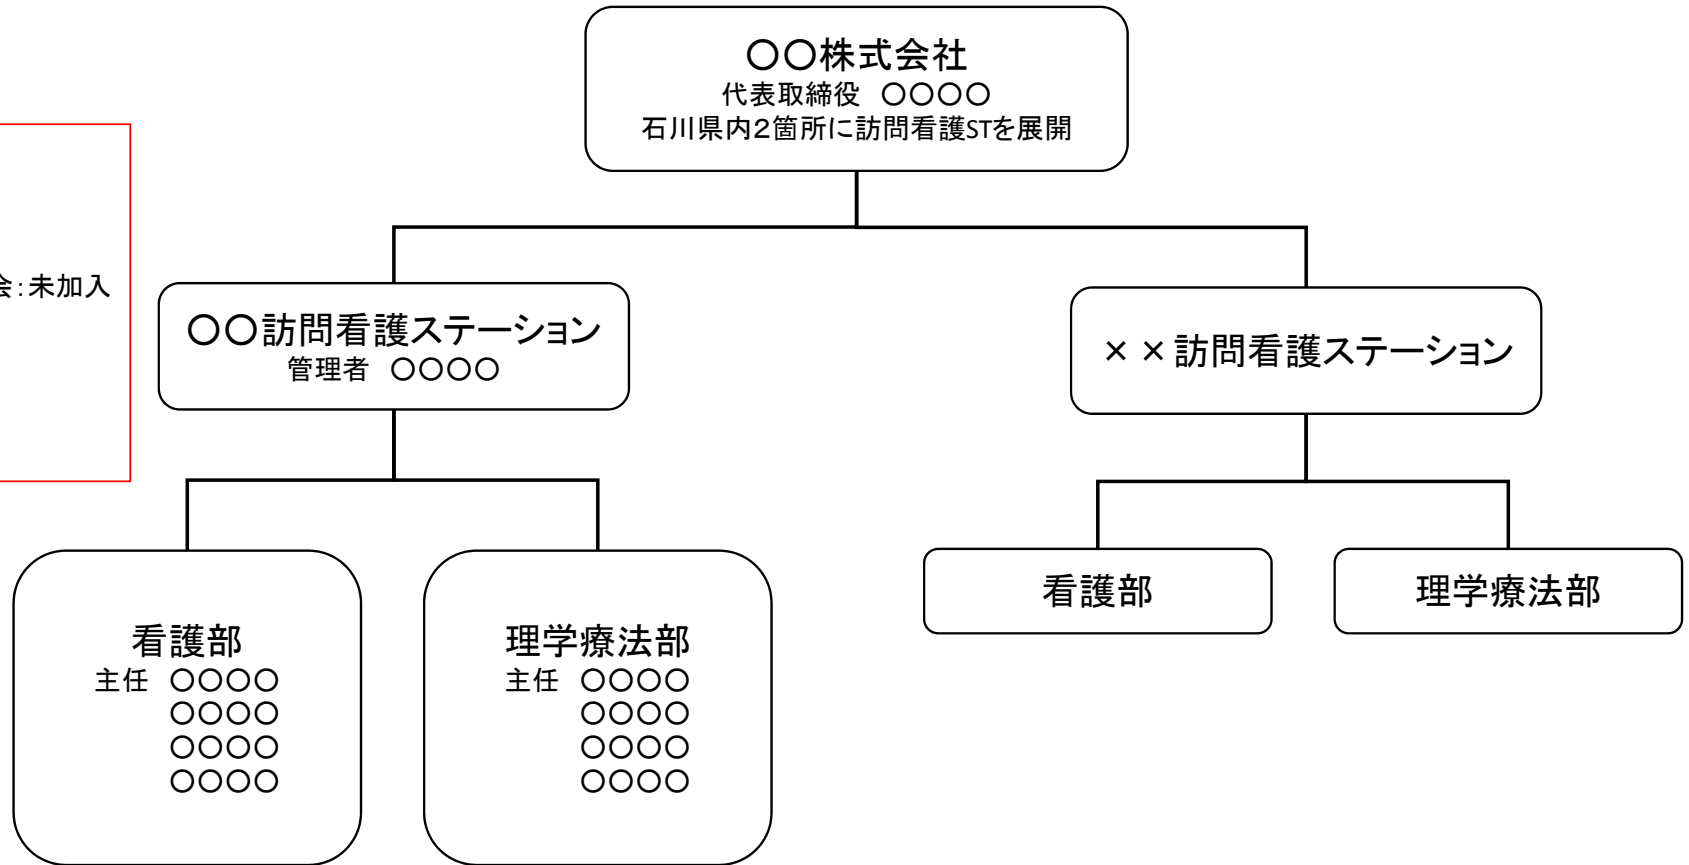 〇〇株式会社
代表取締役　〇〇〇〇
石川県内２箇所に訪問看護STを展開
会：未加入
〇〇訪問看護ステーション
管理者　〇〇〇〇
××訪問看護ステーション
看護部
主任　〇〇〇〇
〇〇〇〇
〇〇〇〇
〇〇〇〇
理学療法部
主任　〇〇〇〇
〇〇〇〇
〇〇〇〇
〇〇〇〇
看護部
理学療法部